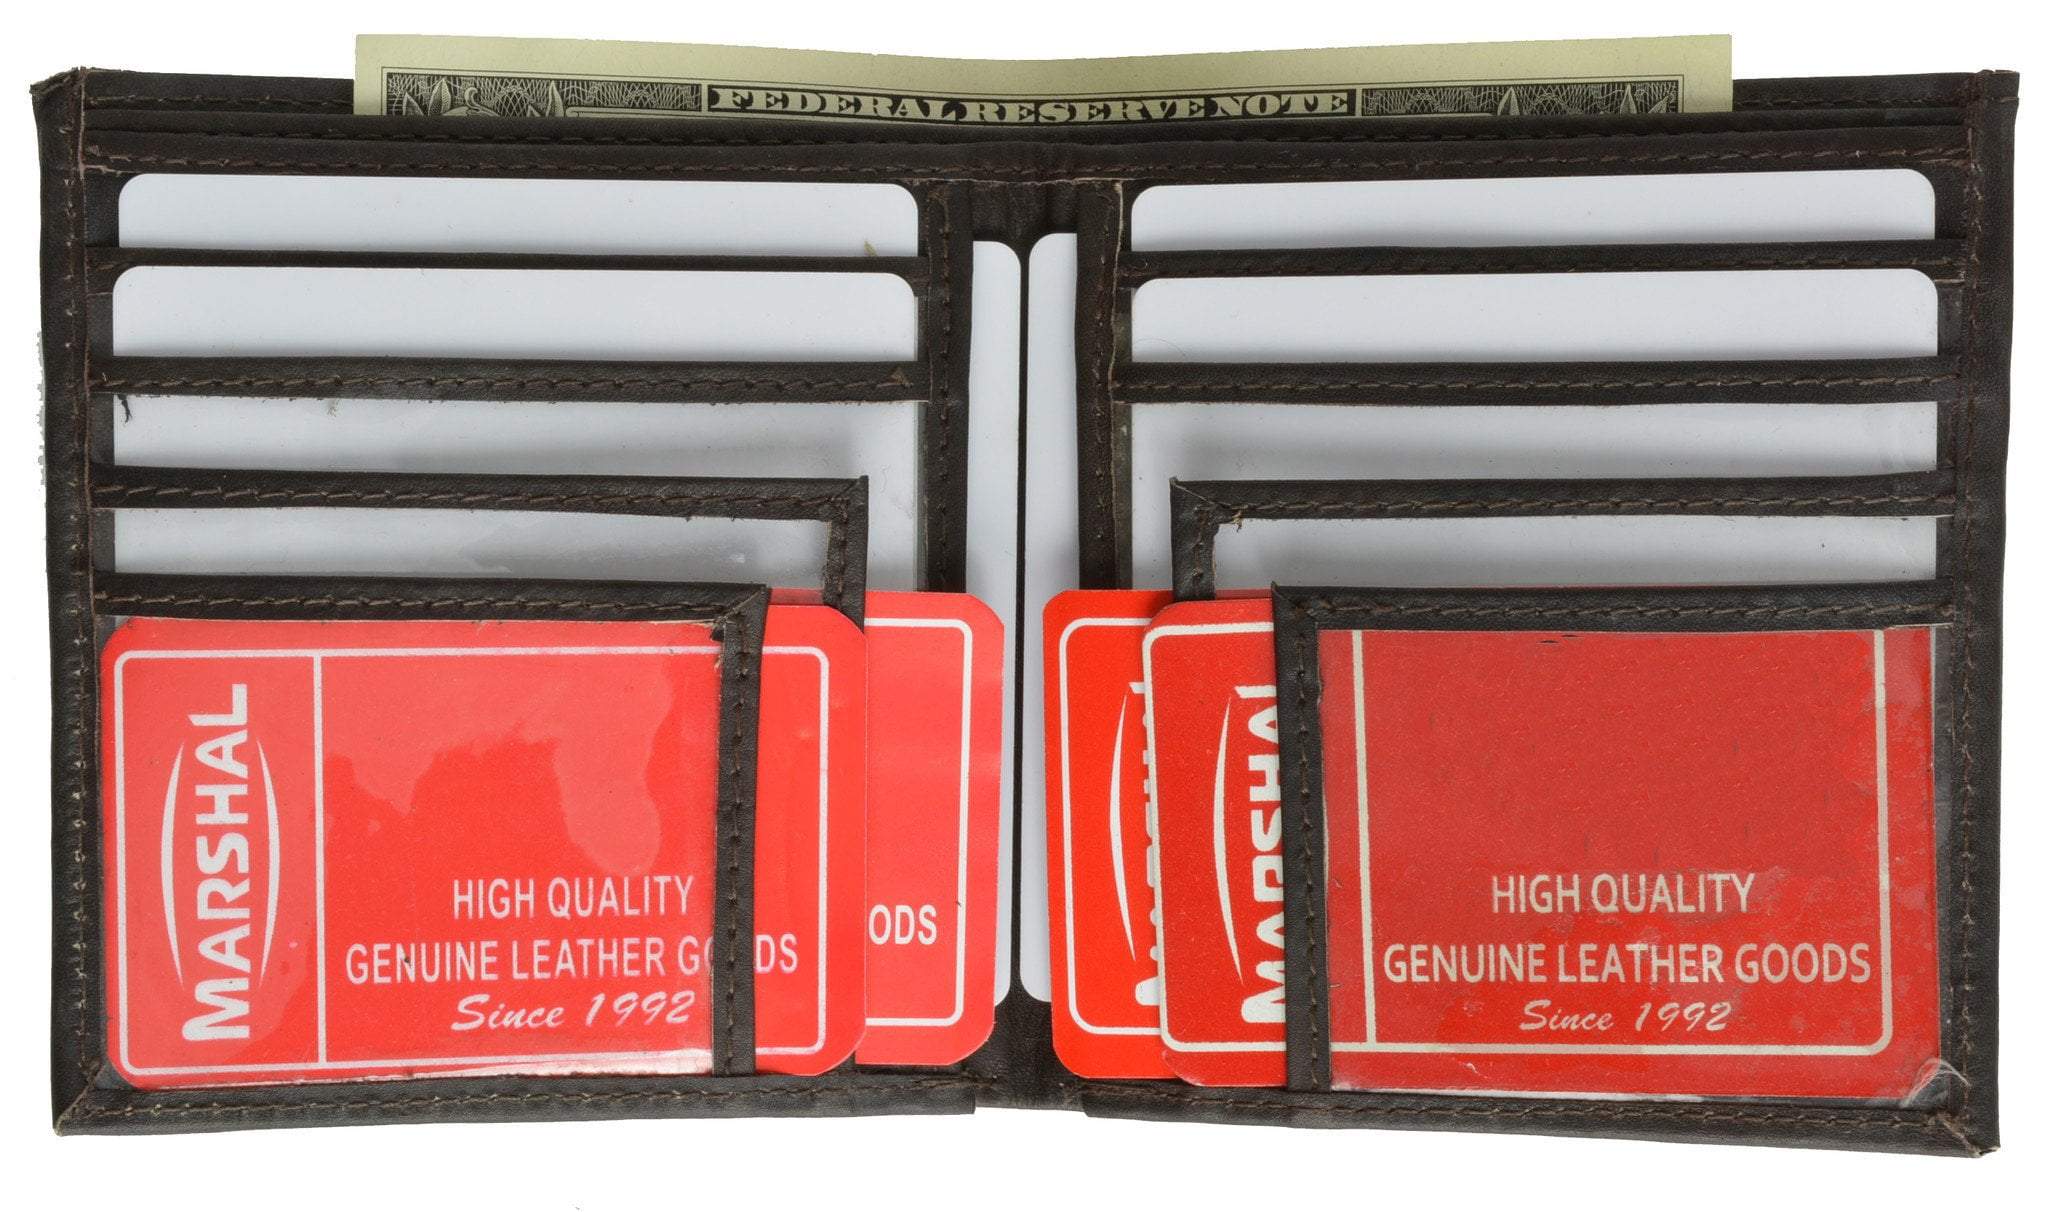 FEDERAL RESERVE NOTE
MARSHAL
HIGH QUALITY
GENUINE LEATHER GOODS
Since 1992
ODS
MARSHAL
HIGH QUALITY
GENUINE LEATHER GOODS
Since 1992